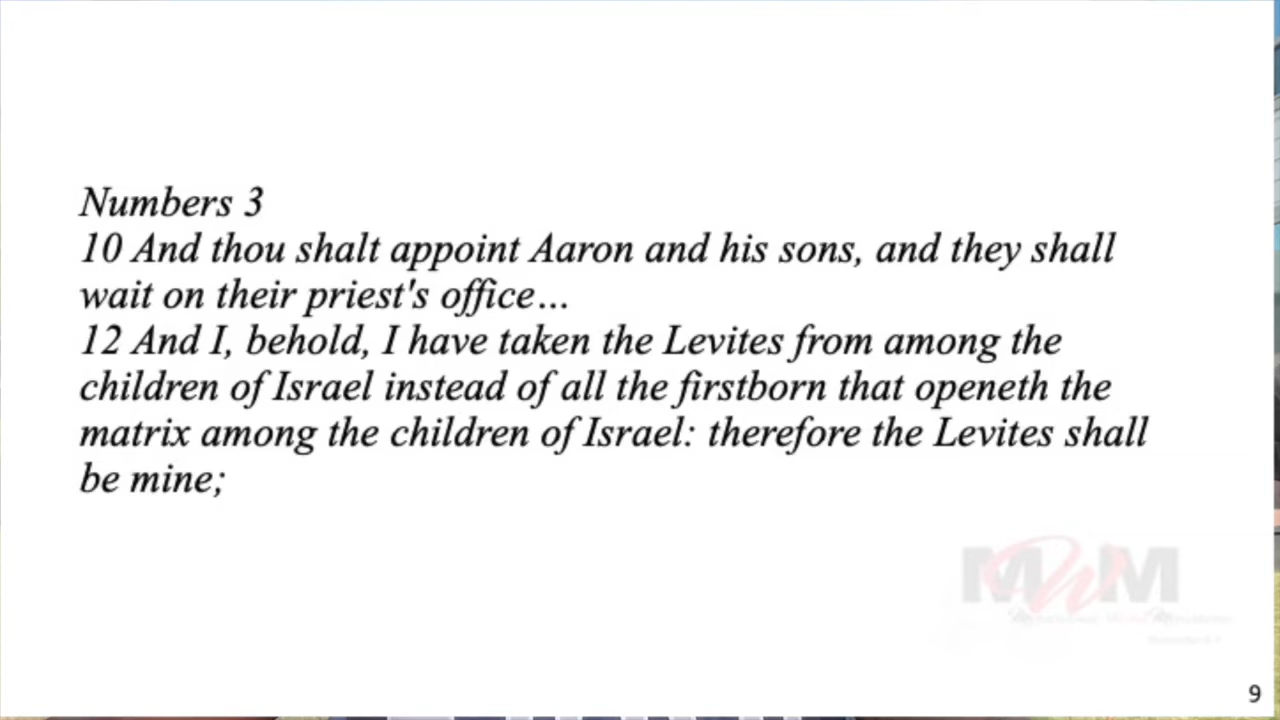 Numbers 3
10 And thou shalt appoint Aaron and his sons, and they shall
wait on their priest's office...
12 And I, behold, I have taken the Levites from among the
children of Israel instead of all the firstborn that openeth the
matrix among the children of Israel: therefore the Levites shall
be mine;
MWM
9